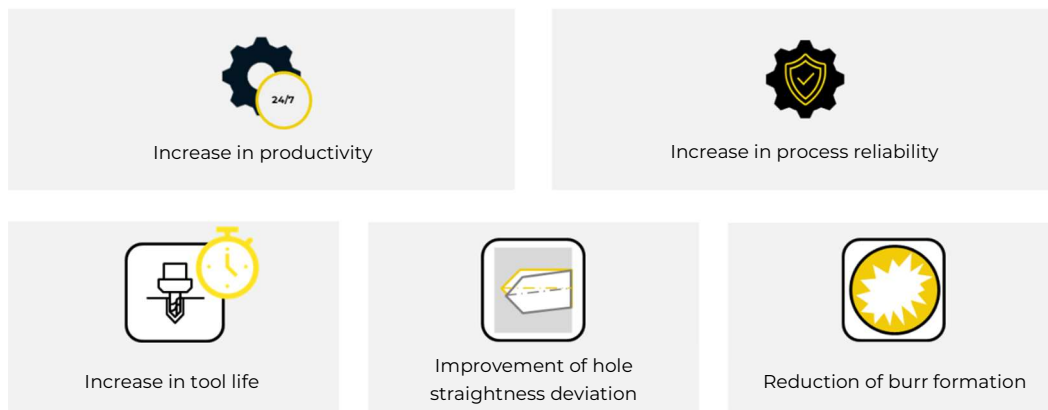 24/7
Increase in productivity
Increase in process reliability
Increase in tool life
Improvement of hole
straightness deviation
Reduction of burr formation